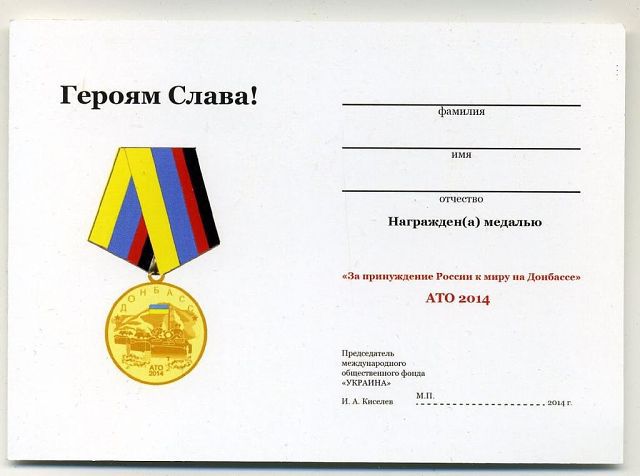 Героям Слава!
ДОНБАСС
АТО
2014
фамилия
имя
отчество
Награжден(а) медалью
«За принуждение России к миру на Донбассе»
АТО 2014
Председатель
международного
общественного фонда
«УКРАИНА»
И. А. Киселев М.П. 2014 г.